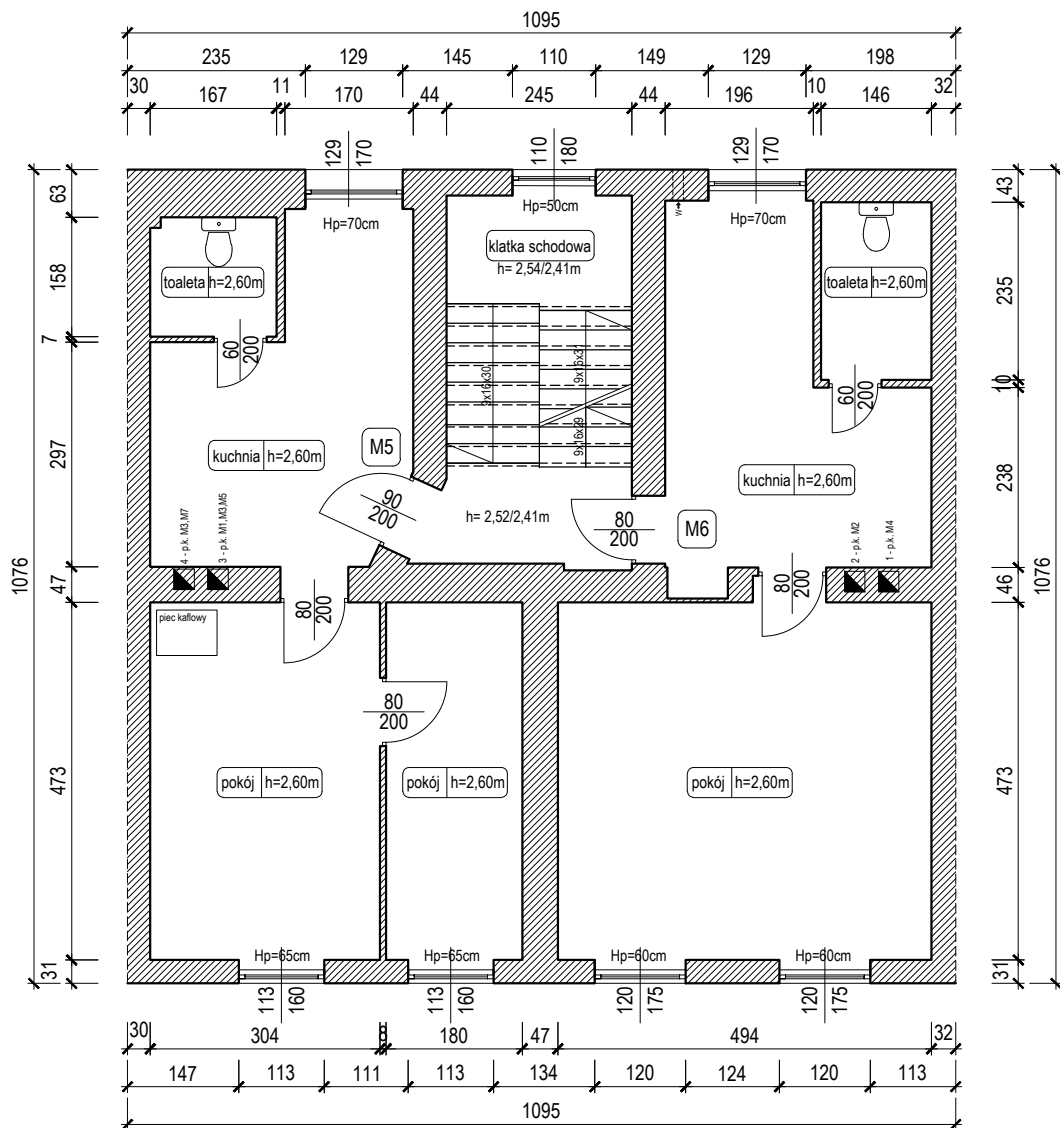 1095
235 129 145 110 149 129 198
30 167 11 170 44 245 44 196 10 146 32
129
170
110
180
129
170
Hp=70cm
Hp=50cm
Hp=70cm
w
klatka schodowa
h= 2,54/2,41m
toaleta h=2,60m
toaleta h=2,60m
60
200
60
200
9x16x30
9x16x31
9x16x29
M5
kuchnia h=2,60m
kuchnia h=2,60m
90
200
h= 2,52/2,41m
80
200
M6
4 - p.k. M3,M7
3 - p.k. M1,M3,M5
2 - p.k. M2
1 - p.k. M4
80
200
80
200
piec kaflowy
80
200
pokój h=2,60m
pokój h=2,60m
pokój h=2,60m
Hp=65cm
Hp=65cm
Hp=60cm
Hp=60cm
113
160
113
160
120
175
120
175
1076
63
158
7
297
47
473
31
43
235
10
238
46
473
31
1076
30 304 8 180 47 494 32
147 113 111 113 134 120 124 120 113
1095